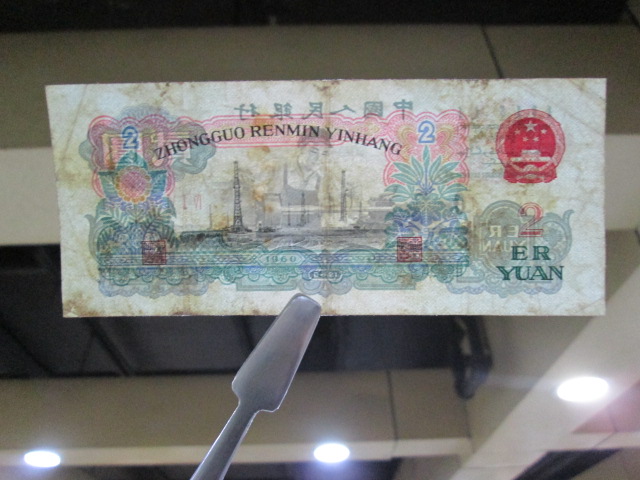 中國人民銀行
2
2
ZHONGGUO RENMIN YINHANG
2
ER
YUAN
1960